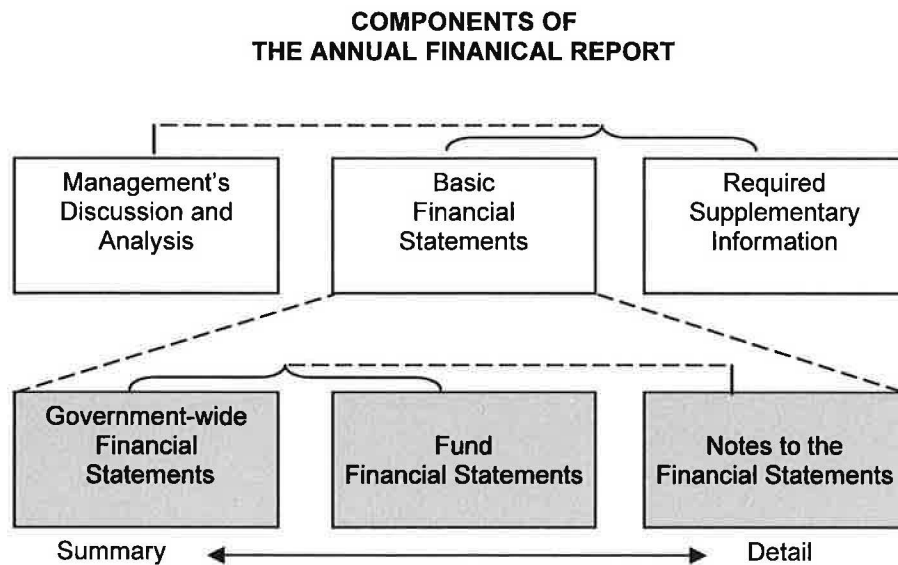 COMPONENTS OF
THE ANNUAL FINANICAL REPORT
Management's
Discussion and
Analysis
Basic
Financial
Statements
Required
Supplementary
Information
Government-wide
Financial
Statements
Fund
Financial Statements
Notes to the
Financial Statements
Summary
Detail